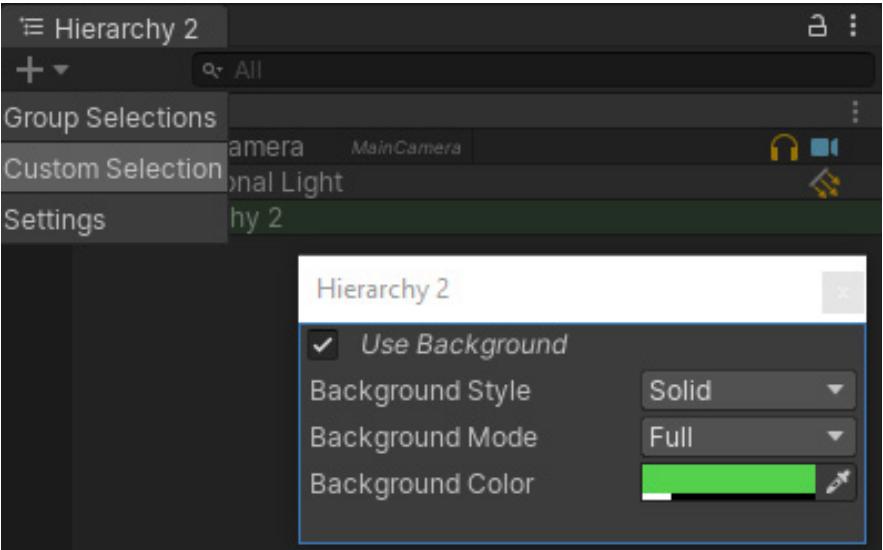 Hierarchy 2
All
Group Selections
amera MainCamera
Custom Selection
onal Light
Settings
hy 2
Hierarchy 2
x
Use Background
Background Style Solid
Background Mode Full
Background Color